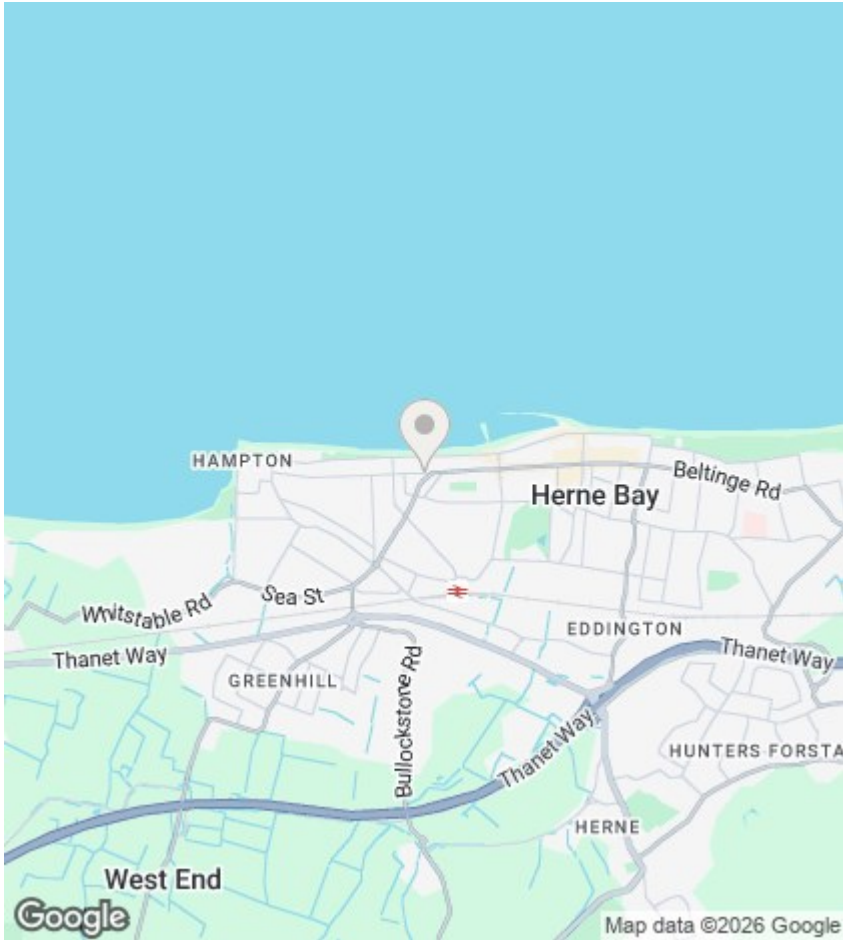 HAMPTON
Herne Bay
Beltinge Rd
Whitstable Rd
Sea St
EDDINGTON
Thanet Way
Thanet Way
GREENHILL
Bullockstone Rd
Thanet Way
HUNTERS FORSTA
HERNE
West End
Google
Map data ©2026 Google